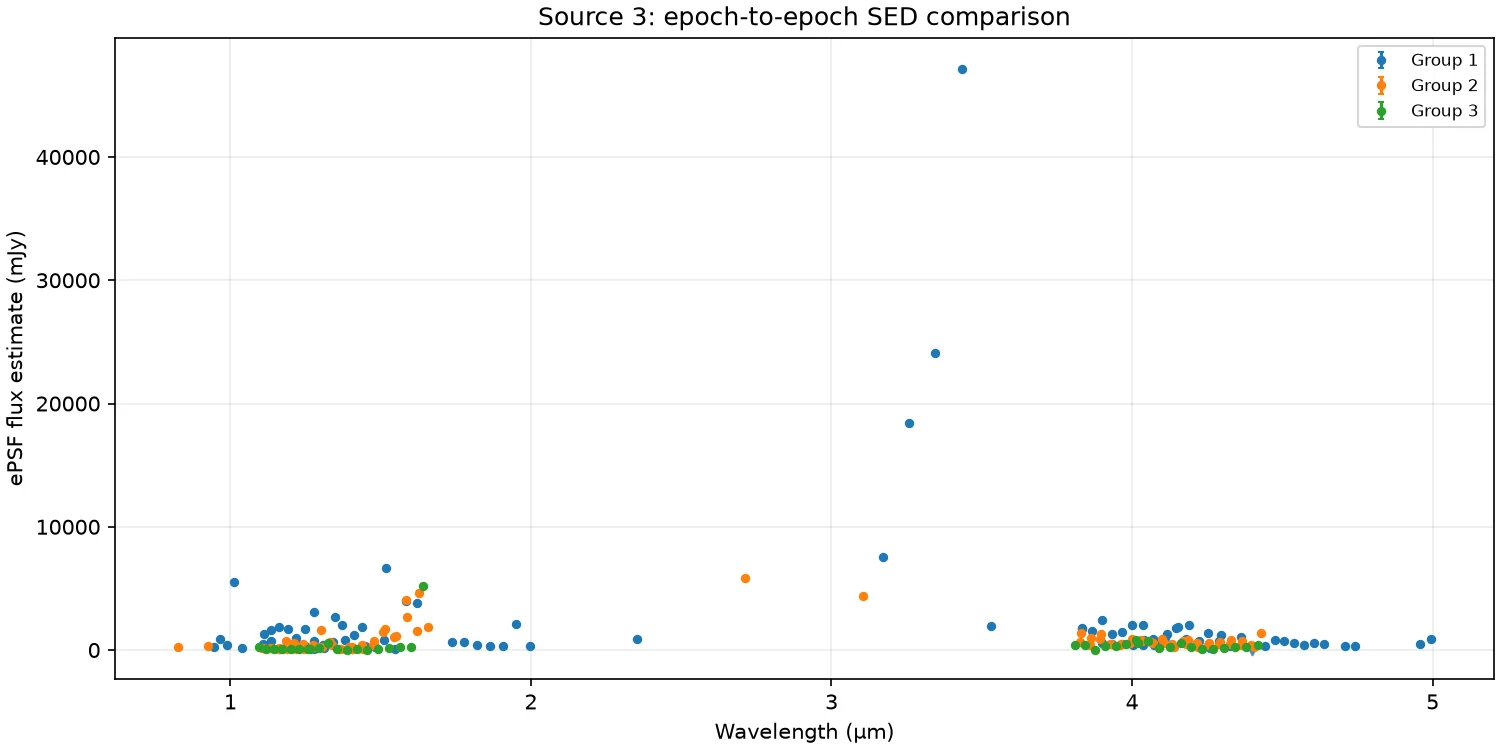 Source 3: epoch-to-epoch SED comparison
Group 1
Group 2
Group 3
ePSF flux estimate (mJy)
40000
30000
20000
10000
0
1 2 3 4 5
Wavelength (μm)